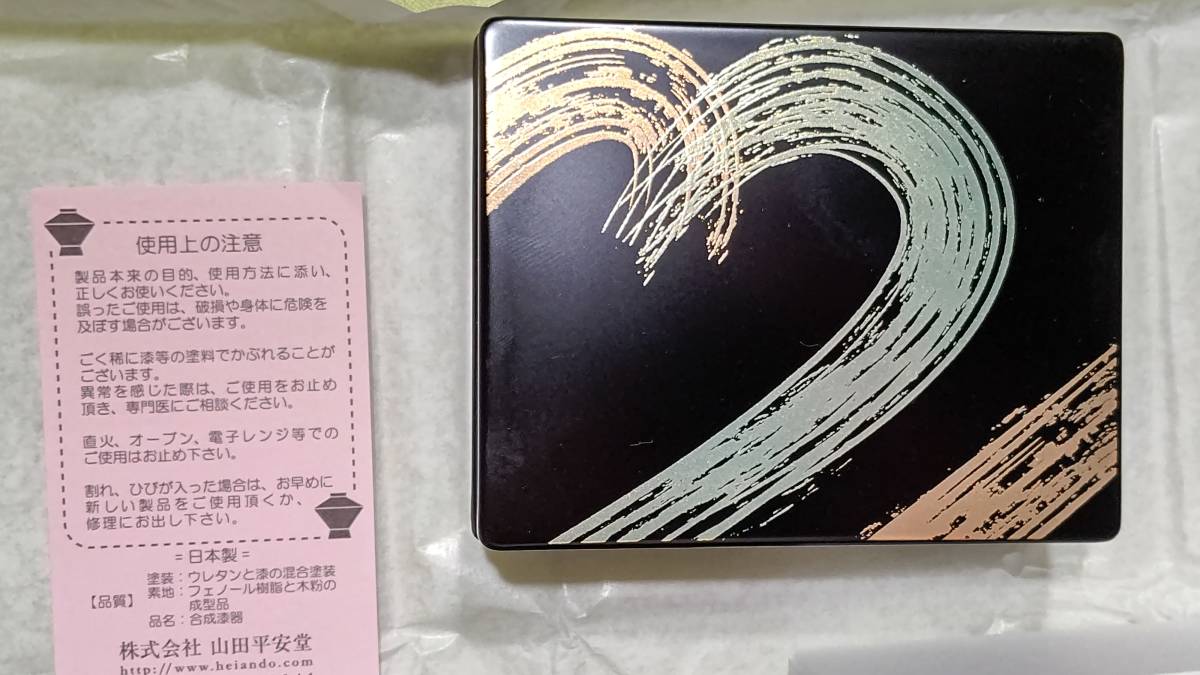 使用上の注意
製品本来の目的、使用方法に添い、
正しくお使いください。
誤ったご使用は、破損や身体に危険を
及ぼす場合がございます。
ごく稀に漆等の塗料でかぶれることが
ございます。
異常を感じた際は、ご使用をお止め
頂き、専門医にご相談ください。
直火、オーブン、電子レンジ等での
ご使用はお止め下さい。
割れ、ひびが入った場合は、お早めに
新しい製品をご使用頂くか、
修理にお出し下さい。
=日本製=
【品質】
塗装：ウレタンと漆の混合塗装
素地：フェノール樹脂と木粉の
成型品
品名：合成漆器
株式会社 山田平安堂
http://www.heiando.com